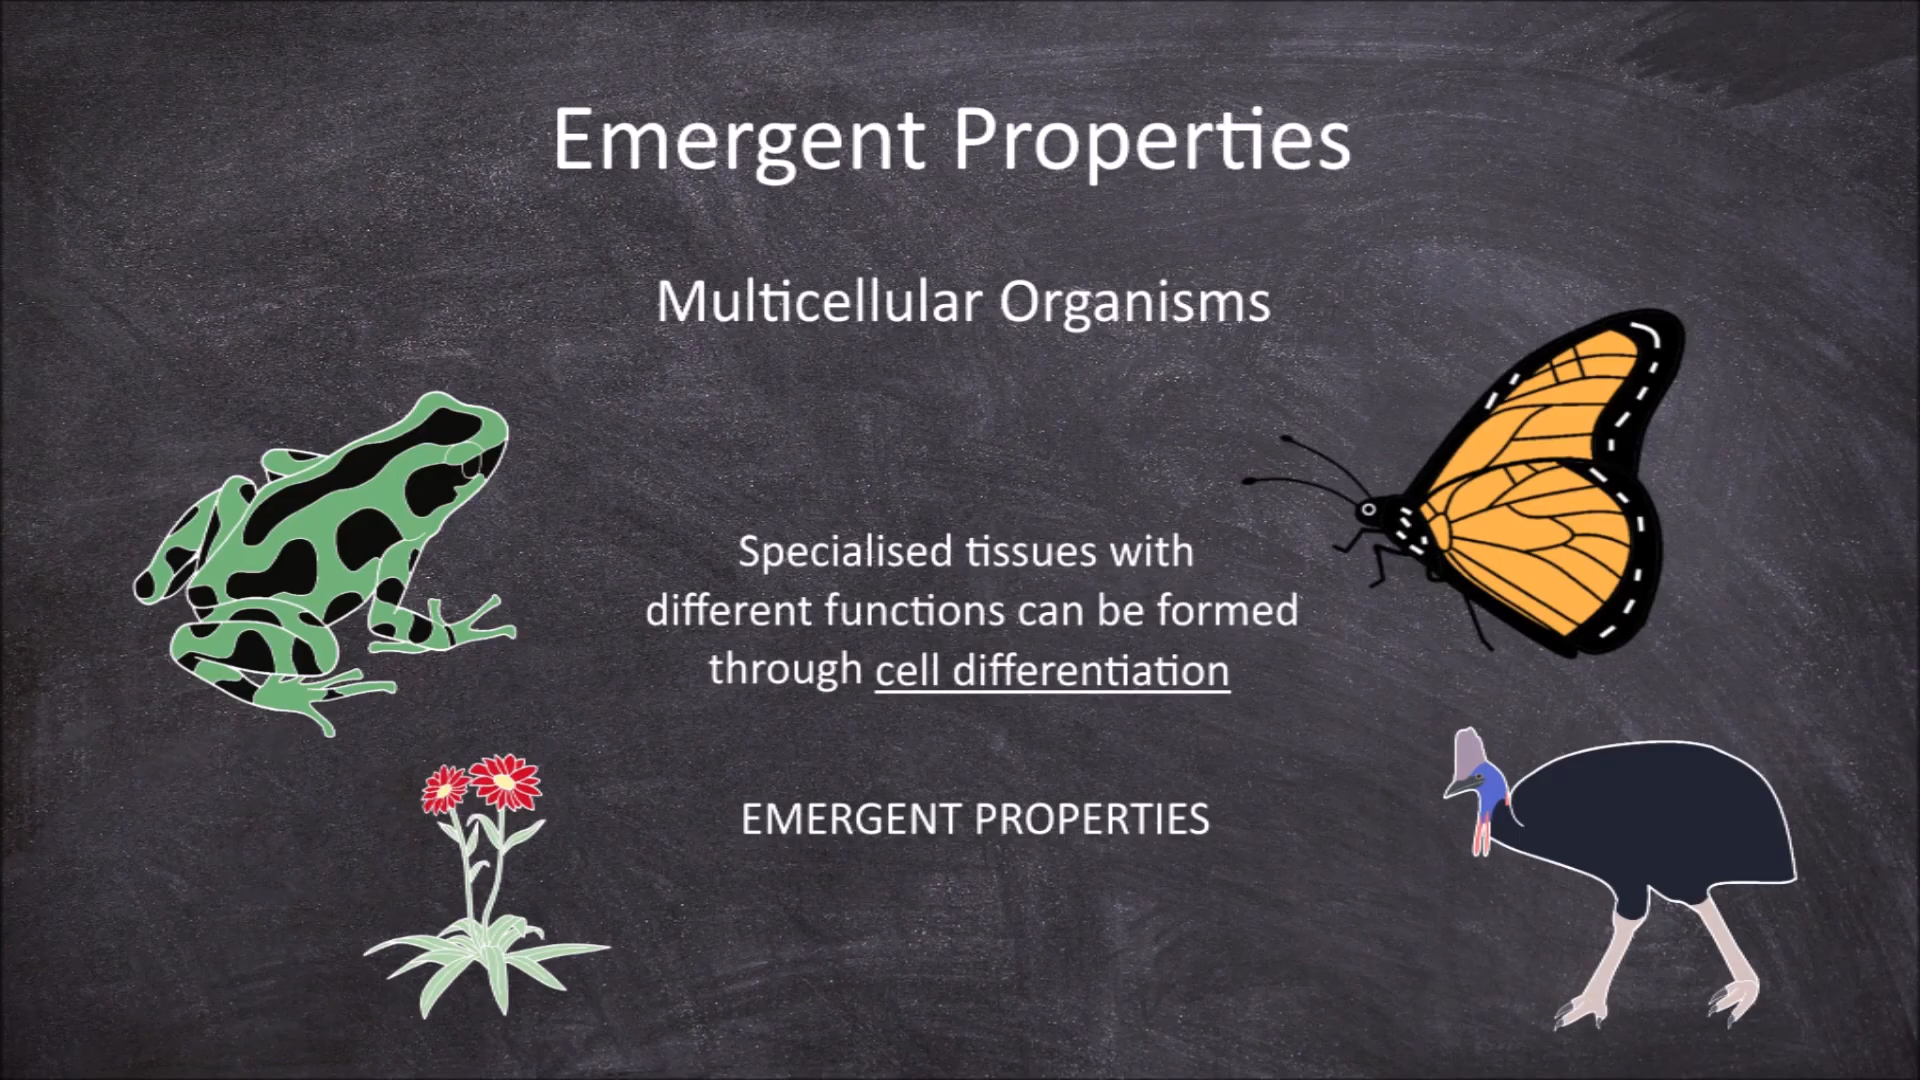 Emergent Properties
Multicellular Organisms
Specialised tissues with
different functions can be formed
through cell differentiation
EMERGENT PROPERTIES